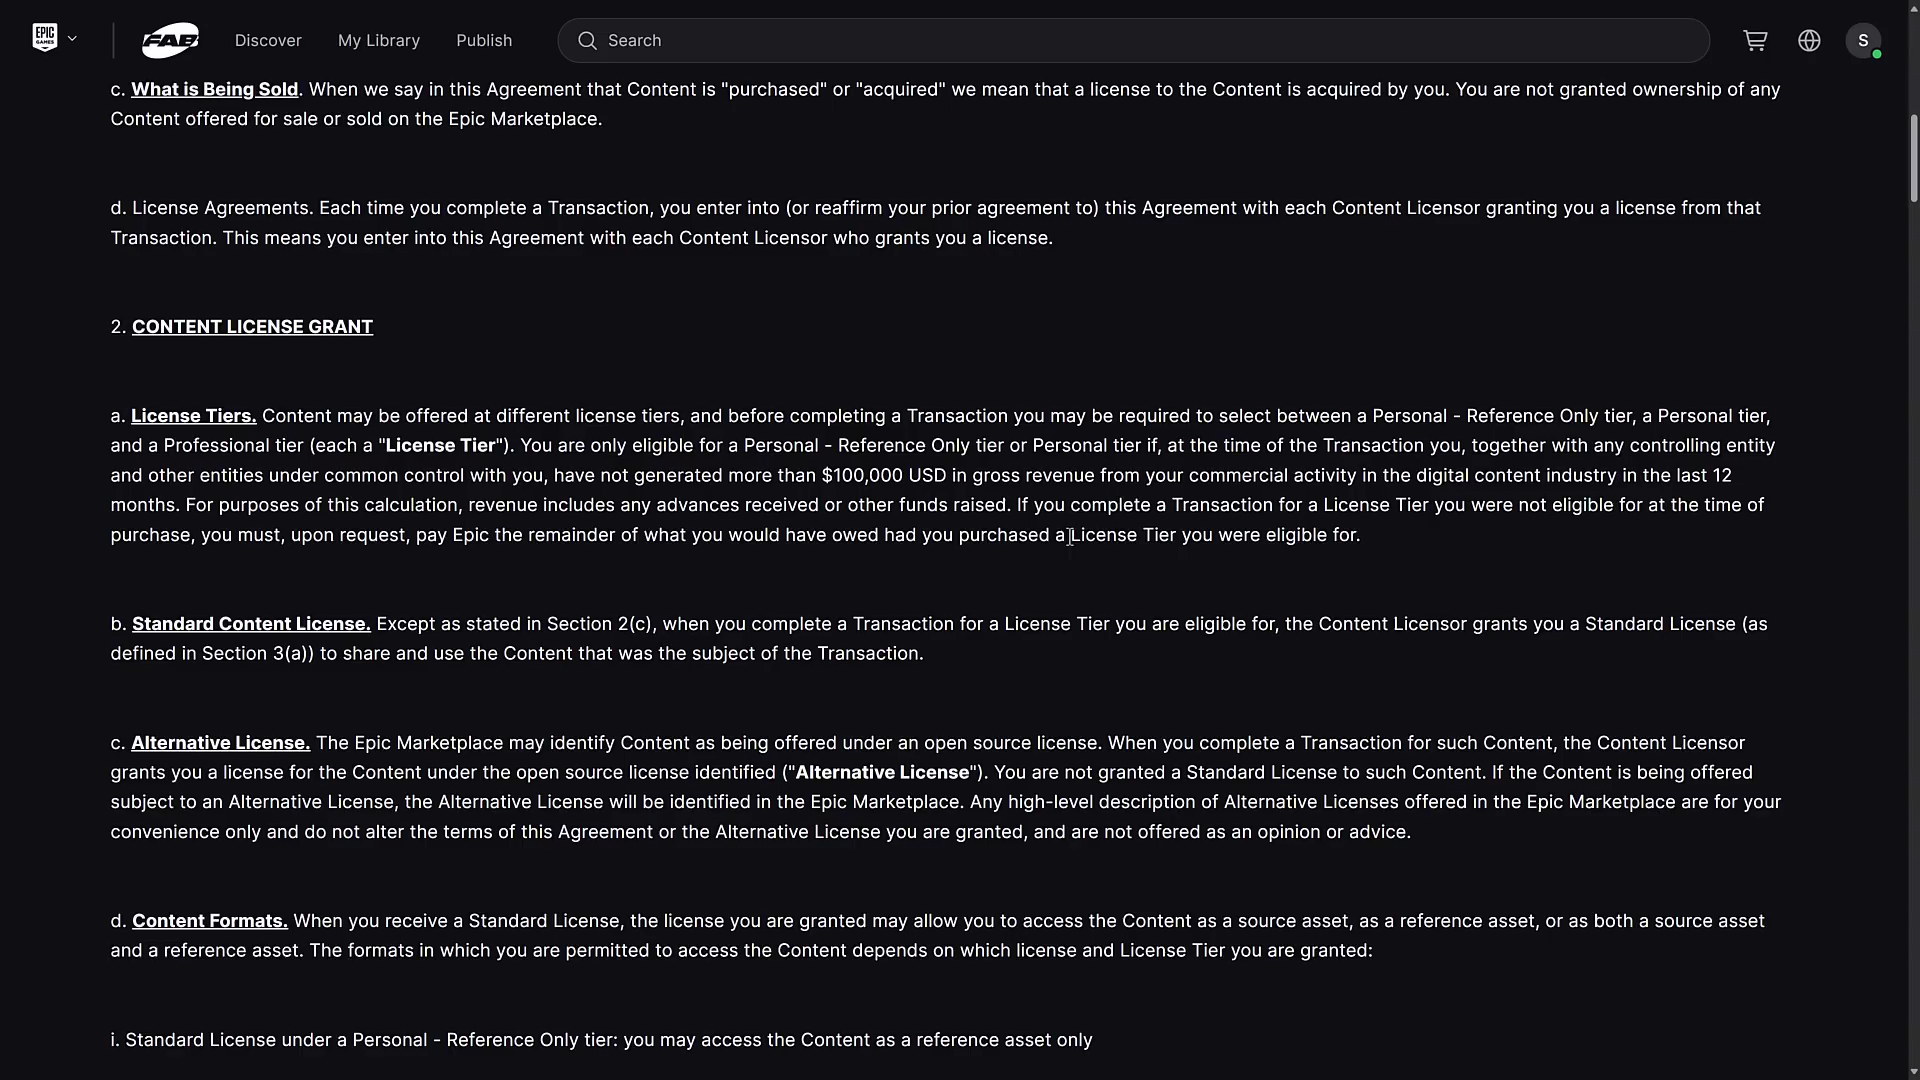 EPIC GAMES
FAB
Discover
My Library
Publish
Search
S
c. What is Being Sold. When we say in this Agreement that Content is "purchased" or "acquired" we mean that a license to the Content is acquired by you. You are not granted ownership of any
Content offered for sale or sold on the Epic Marketplace.
d. License Agreements. Each time you complete a Transaction, you enter into (or reaffirm your prior agreement to) this Agreement with each Content Licensor granting you a license from that
Transaction. This means you enter into this Agreement with each Content Licensor who grants you a license.
2. CONTENT LICENSE GRANT
a. License Tiers. Content may be offered at different license tiers, and before completing a Transaction you may be required to select between a Personal - Reference Only tier, a Personal tier,
and a Professional tier (each a "License Tier"). You are only eligible for a Personal - Reference Only tier or Personal tier if, at the time of the Transaction you, together with any controlling entity
and other entities under common control with you, have not generated more than $100,000 USD in gross revenue from your commercial activity in the digital content industry in the last 12
months. For purposes of this calculation, revenue includes any advances received or other funds raised. If you complete a Transaction for a License Tier you were not eligible for at the time of
purchase, you must, upon request, pay Epic the remainder of what you would have owed had you purchased a License Tier you were eligible for.
b. Standard Content License. Except as stated in Section 2(c), when you complete a Transaction for a License Tier you are eligible for, the Content Licensor grants you a Standard License (as
defined in Section 3(a)) to share and use the Content that was the subject of the Transaction.
c. Alternative License. The Epic Marketplace may identify Content as being offered under an open source license. When you complete a Transaction for such Content, the Content Licensor
grants you a license for the Content under the open source license identified ("Alternative License"). You are not granted a Standard License to such Content. If the Content is being offered
subject to an Alternative License, the Alternative License will be identified in the Epic Marketplace. Any high-level description of Alternative Licenses offered in the Epic Marketplace are for your
convenience only and do not alter the terms of this Agreement or the Alternative License you are granted, and are not offered as an opinion or advice.
d. Content Formats. When you receive a Standard License, the license you are granted may allow you to access the Content as a source asset, as a reference asset, or as both a source asset
and a reference asset. The formats in which you are permitted to access the Content depends on which license and License Tier you are granted:
i. Standard License under a Personal - Reference Only tier: you may access the Content as a reference asset only